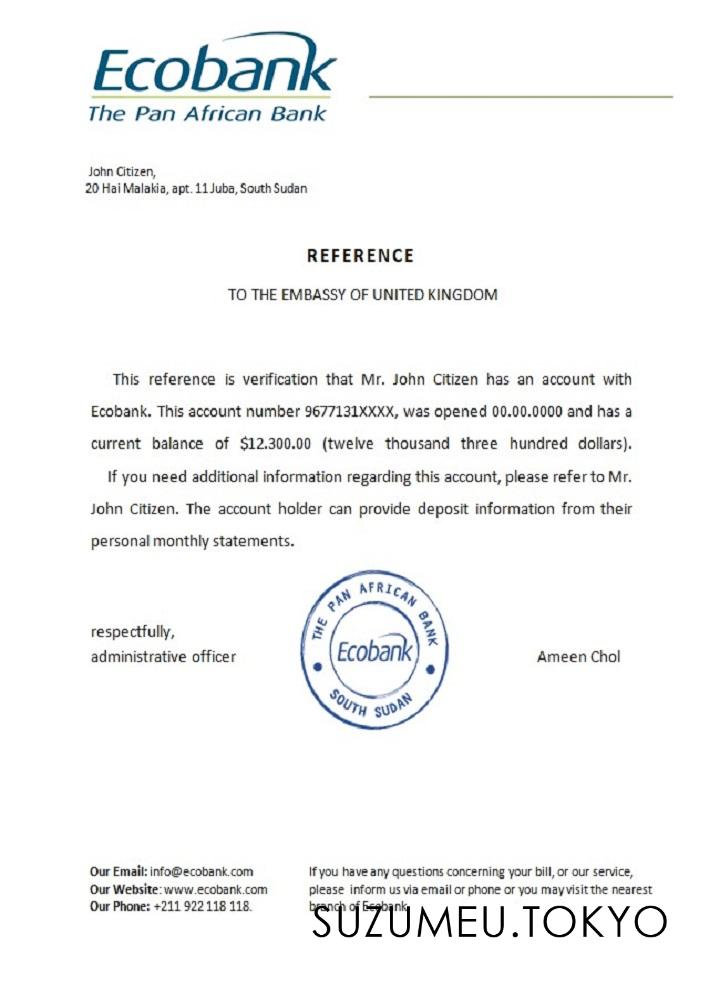 Ecobank
The Pan African Bank
John Citizen,
20 Hai Malakia, apt. 11 Juba, South Sudan
REFERENCE
TO THE EMBASSY OF UNITED KINGDOM
This reference is verification that Mr. John Citizen has an account with
Ecobank. This account number 9677131XXXX, was opened 00.00.0000 and has a
current balance of $12.300.00 (twelve thousand three hundred dollars).
If you need additional information regarding this account, please refer to Mr.
John Citizen. The account holder can provide deposit information from their
personal monthly statements.
THE PAN AFRICAN BANK
Ecobank
SOUTH SUDAN
respectfully,
administrative officer
Ameen Chol
Our Email: info@ecobank.com
Our Website: www.ecobank.com
Our Phone: +211 922 118 118.
If you have any questions concerning your bill, or our service,
please inform us via email or phone or you may visit the nearest
branch of Ecobank
SUZUMEU.TOKYO